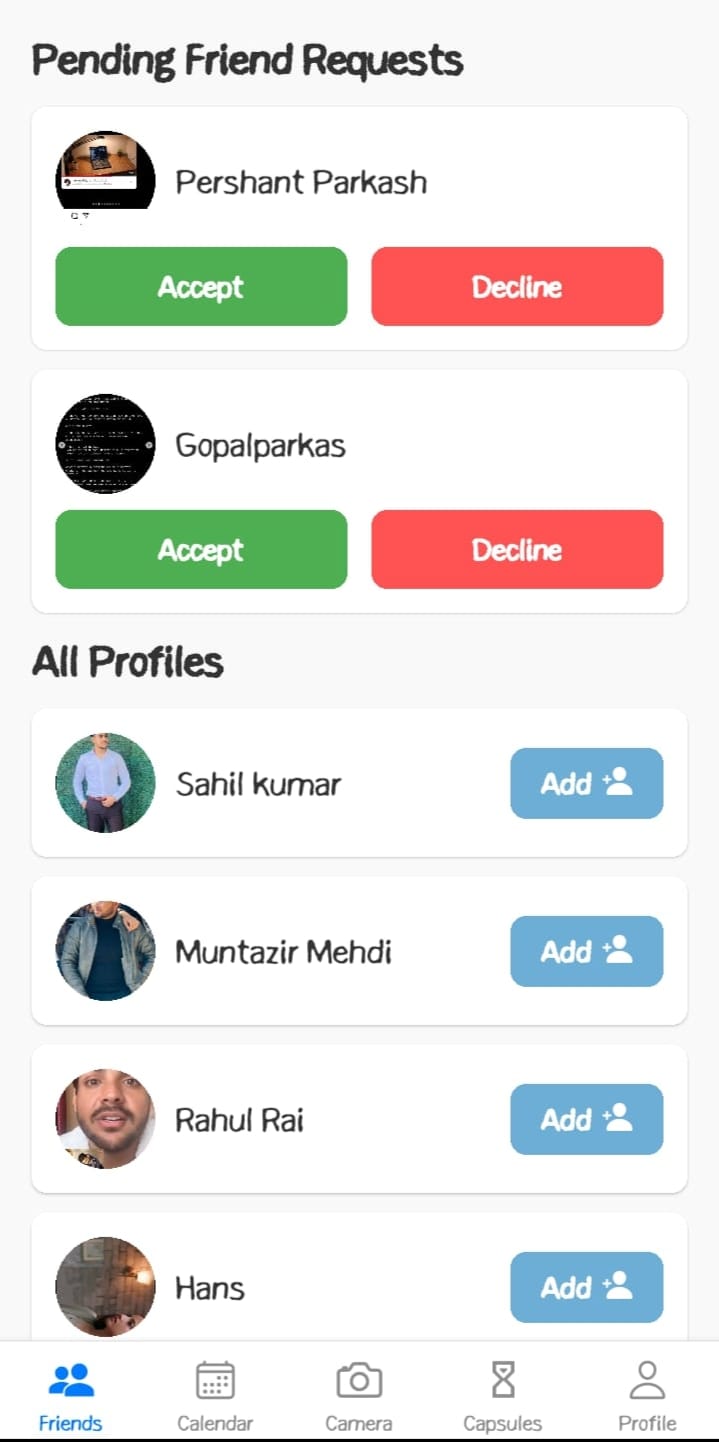 Pending Friend Requests
Pershant Parkash
Accept Decline
Gopalparkas
Accept Decline
All Profiles
Sahil kumar Add
Muntazir Mehdi Add
Rahul Rai Add
Hans Add
Friends Calendar Camera Capsules Profile